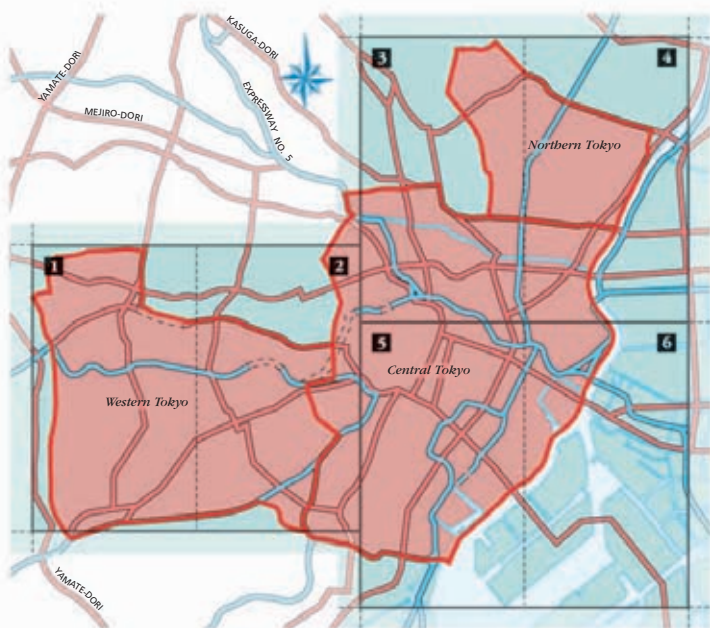 KASUGA-DORI
YAMATE-DORI
MEJIRO-DORI
EXPRESSWAY NO. 5
3
4
Northern Tokyo
1
2
5
6
Central Tokyo
Western Tokyo
YAMATE-DORI